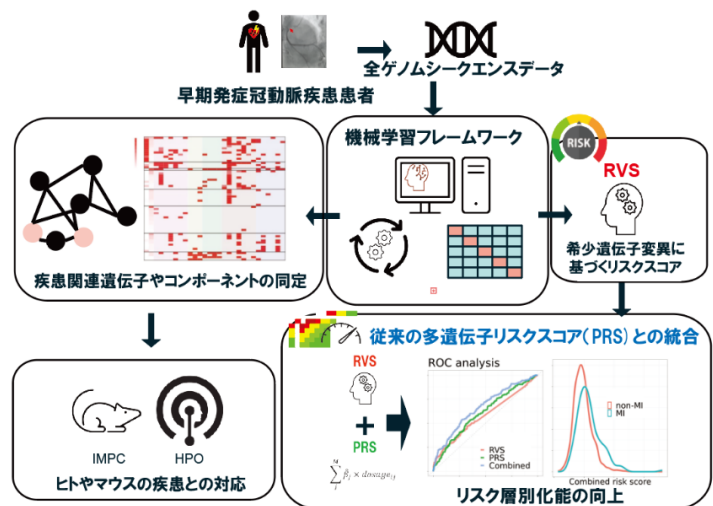 早期発症冠動脈疾患患者
全ゲノムシークエンスデータ
機械学習フレームワーク
疾患関連遺伝子やコンポーネントの同定
RISK
RVS
希少遺伝子変異に
基づくリスクスコア
IMPC
HPO
ヒトやマウスの疾患との対応
従来の多遺伝子リスクスコア(PRS)との統合
RVS
+
PRS
ROC analysis
RVS
PRS
Combined
non-MI
MI
Combined risk score
リスク層別化能の向上